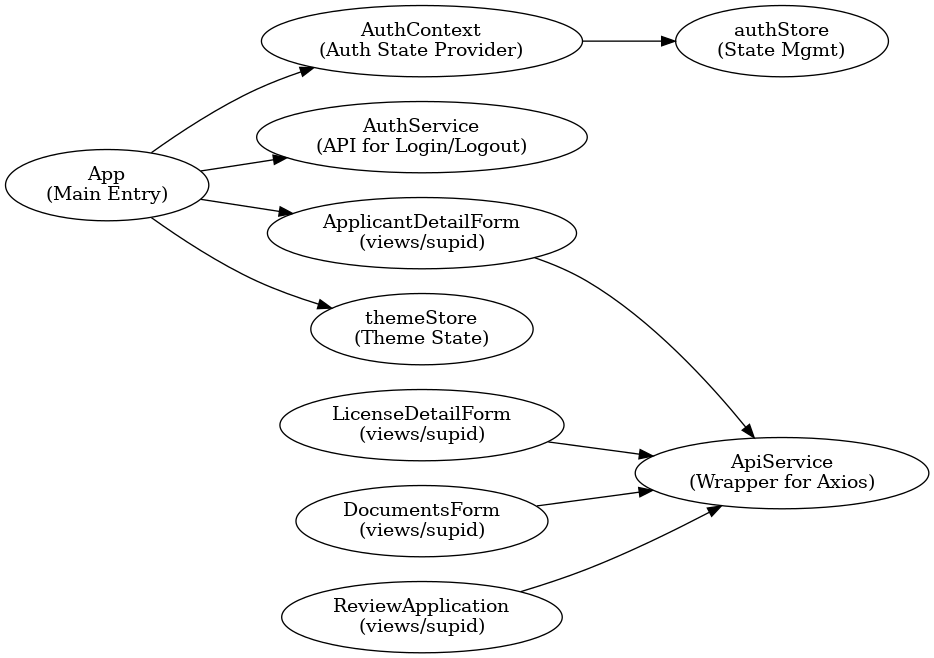 AuthContext
(Auth State Provider)
authStore
(State Mgmt)
AuthService
(API for Login/Logout)
App
(Main Entry)
ApplicantDetailForm
(views/supid)
themeStore
(Theme State)
LicenseDetailForm
(views/supid)
ApiService
(Wrapper for Axios)
DocumentsForm
(views/supid)
ReviewApplication
(views/supid)